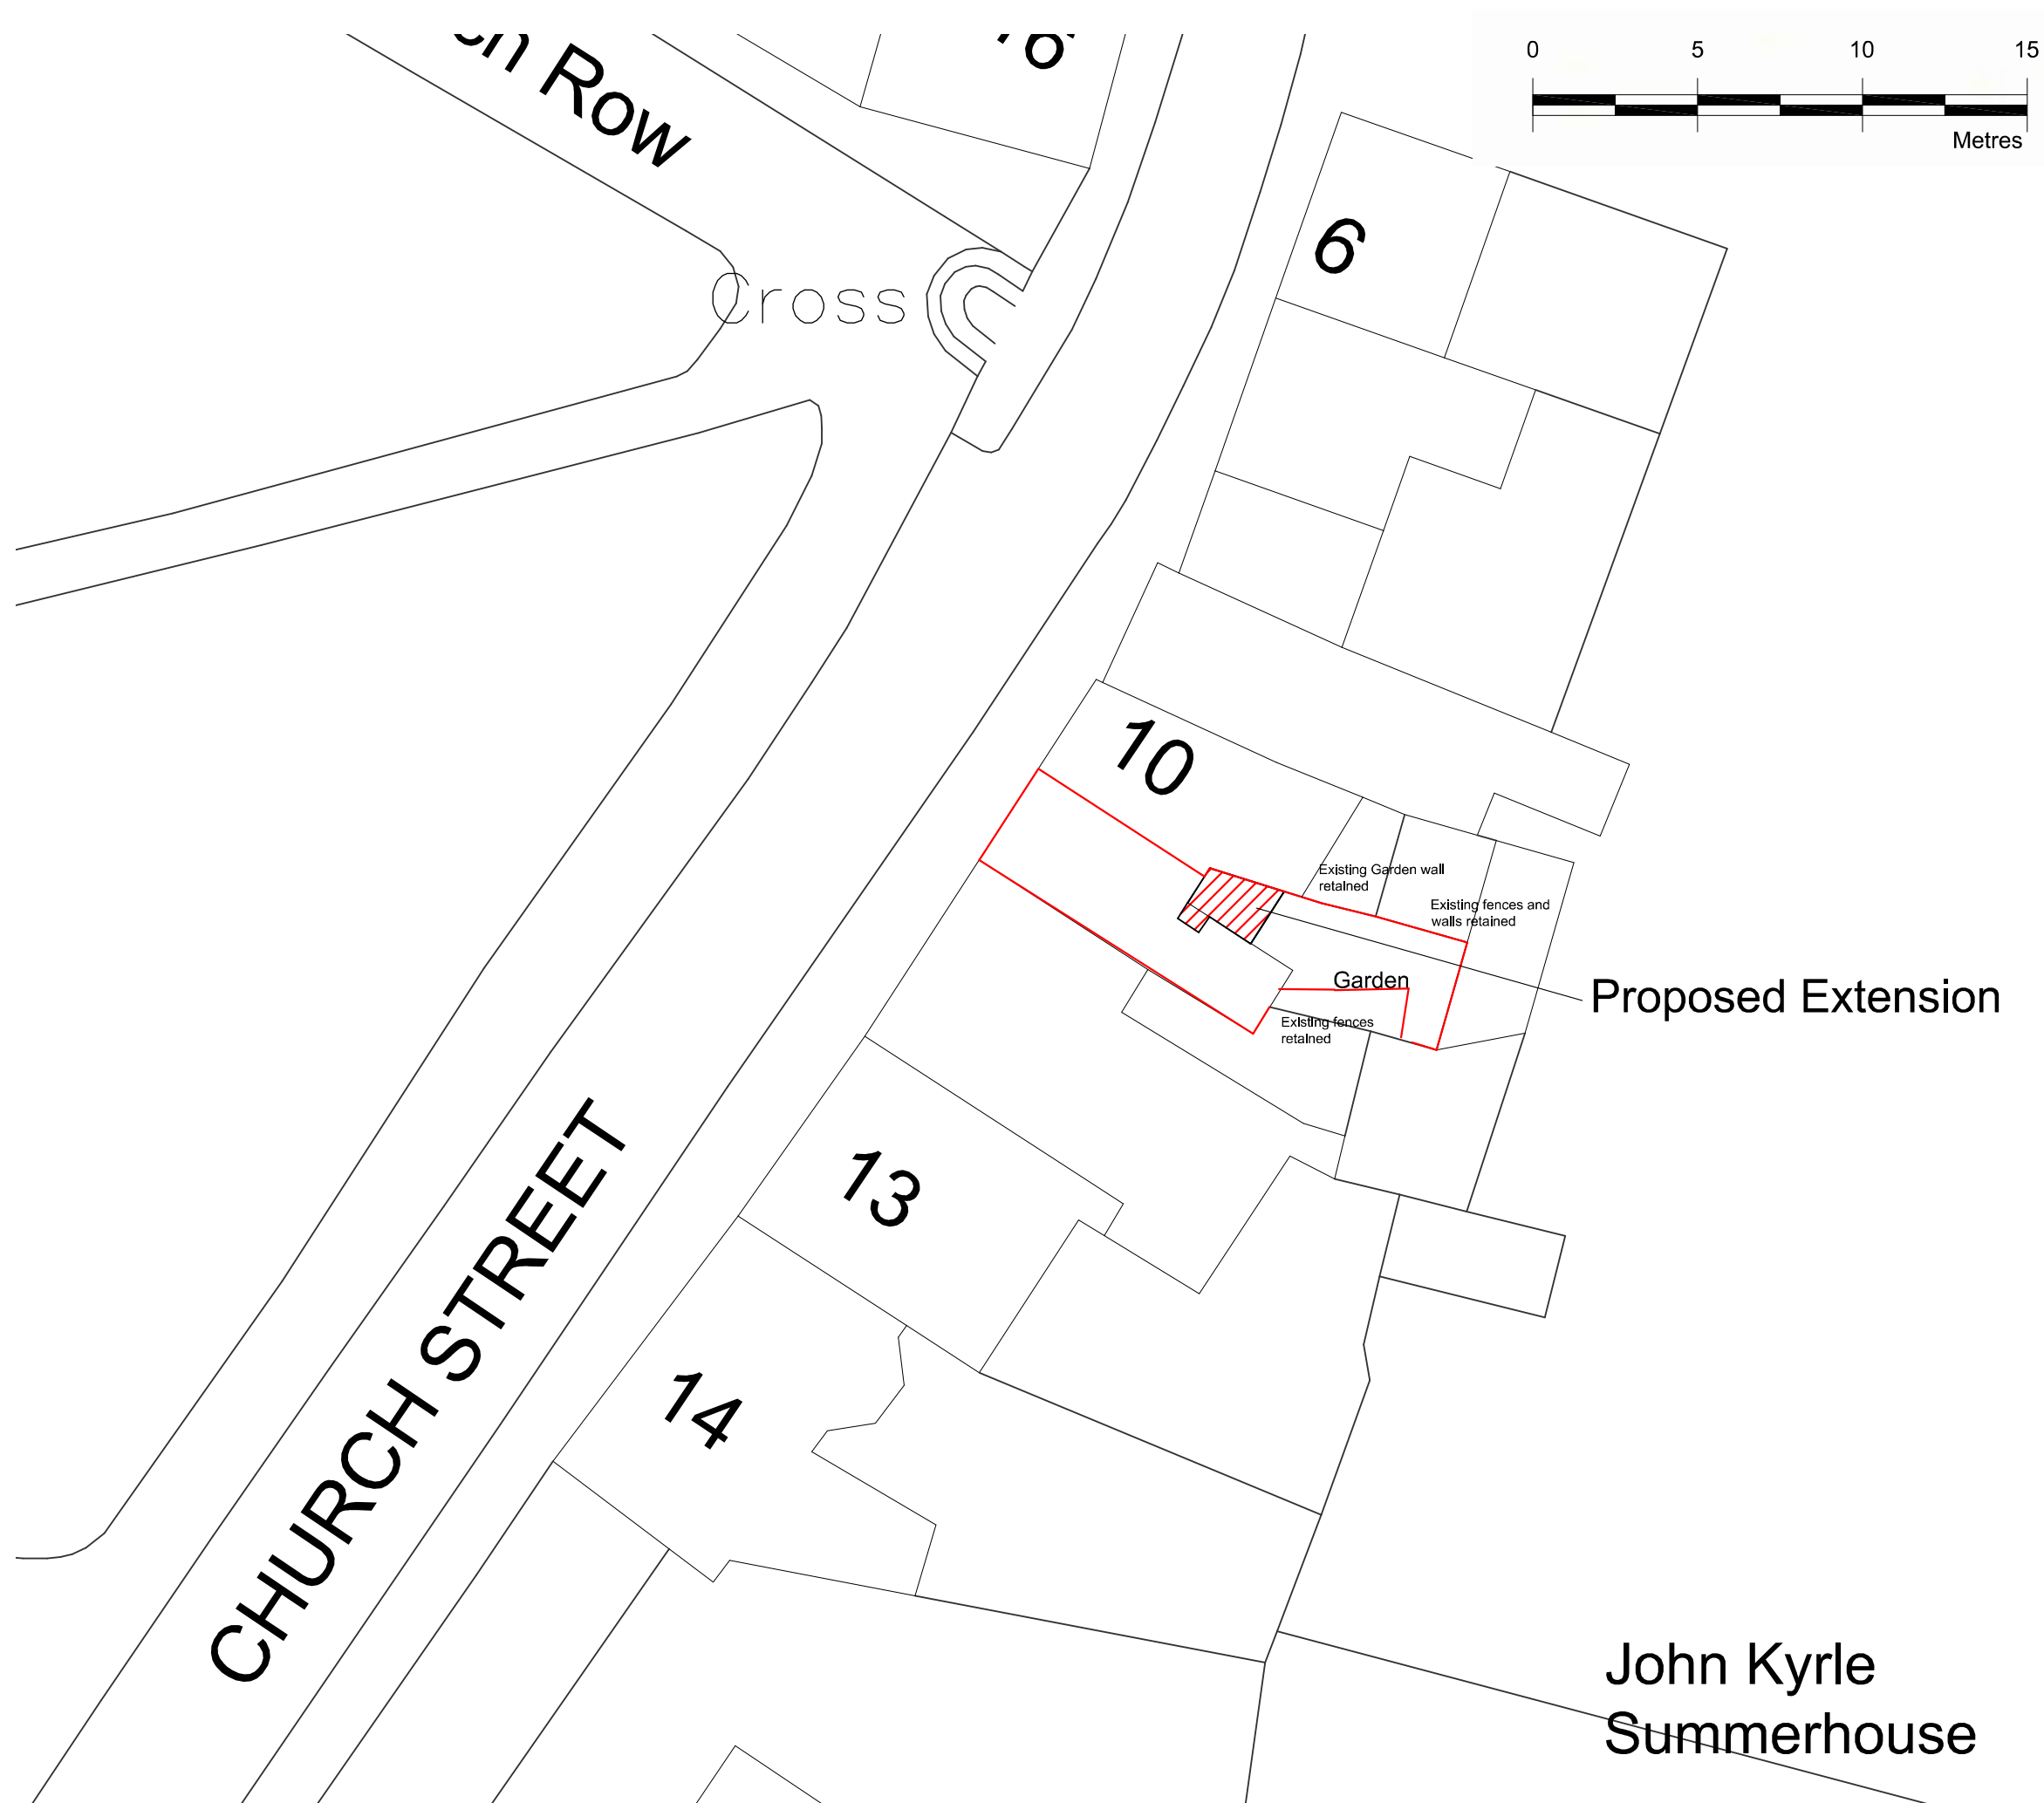 0 5 10 15
Metres
Row
6
Cross
10
Existing Garden wall
retained
Existing fences and
walls retained
Garden
Proposed Extension
Existing fences
retained
13
CHURCH STREET
14
John Kyrle
Summerhouse